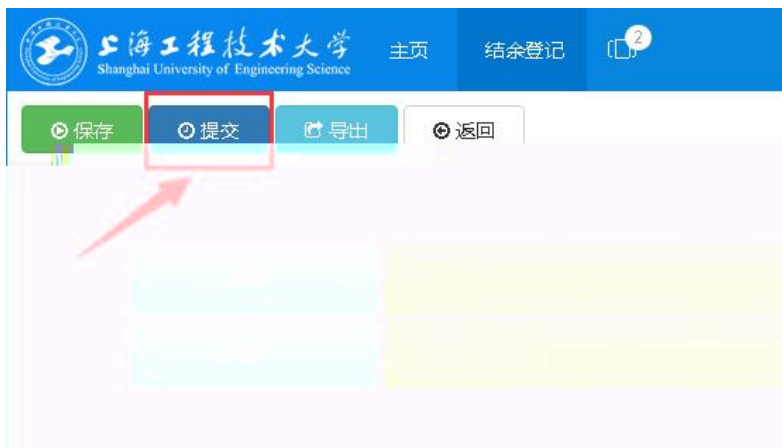 上海工程技术大学 主页 结余登记 2
Shanghai University of Engineering Science
保存 提交 导出 返回